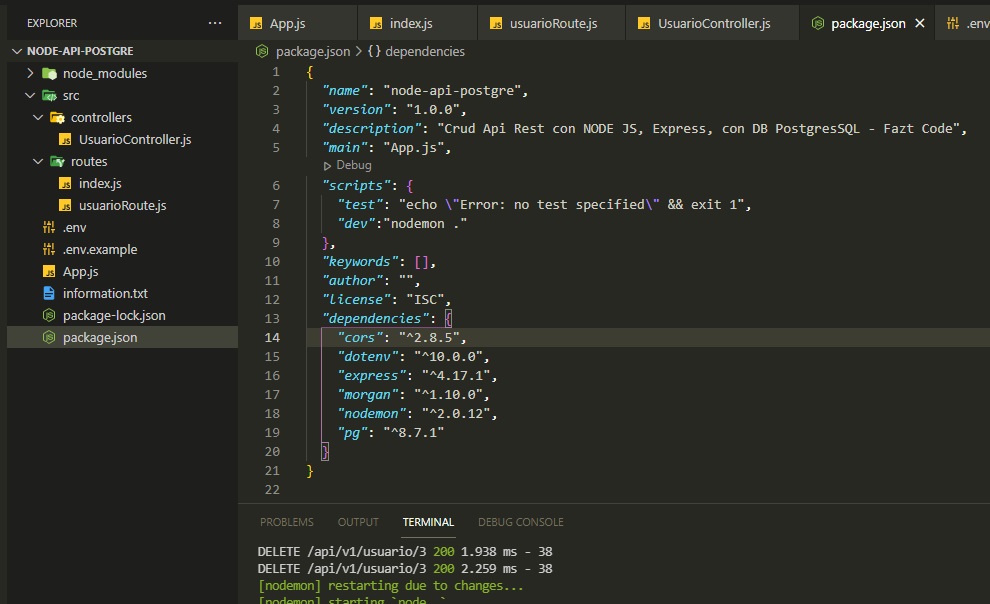 EXPLORER ···
App.js index.js usuarioRoute.js UsuarioController.js package.json .env
NODE-API-POSTGRE
package.json > {} dependencies
node_modules
src
controllers
UsuarioController.js
routes
index.js
usuarioRoute.js
.env
.env.example
App.js
information.txt
package-lock.json
package.json
1 {
2 "name": "node-api-postgre",
3 "version": "1.0.0",
4 "description": "Crud Api Rest con NODE JS, Express, con DB PostgresSQL - Fazt Code",
5 "main": "App.js",
Debug
6 "scripts": {
7 "test": "echo \"Error: no test specified\" && exit 1",
8 "dev":"nodemon ."
9 },
10 "keywords": [],
11 "author": "",
12 "license": "ISC",
13 "dependencies": {
14 "cors": "^2.8.5",
15 "dotenv": "^10.0.0",
16 "express": "^4.17.1",
17 "morgan": "^1.10.0",
18 "nodemon": "^2.0.12",
19 "pg": "^8.7.1"
20 }
21 }
22
PROBLEMS OUTPUT TERMINAL DEBUG CONSOLE
DELETE /api/v1/usuario/3 200 1.938 ms - 38
DELETE /api/v1/usuario/3 200 2.259 ms - 38
[nodemon] restarting due to changes...
[nodemon] starting `node .`